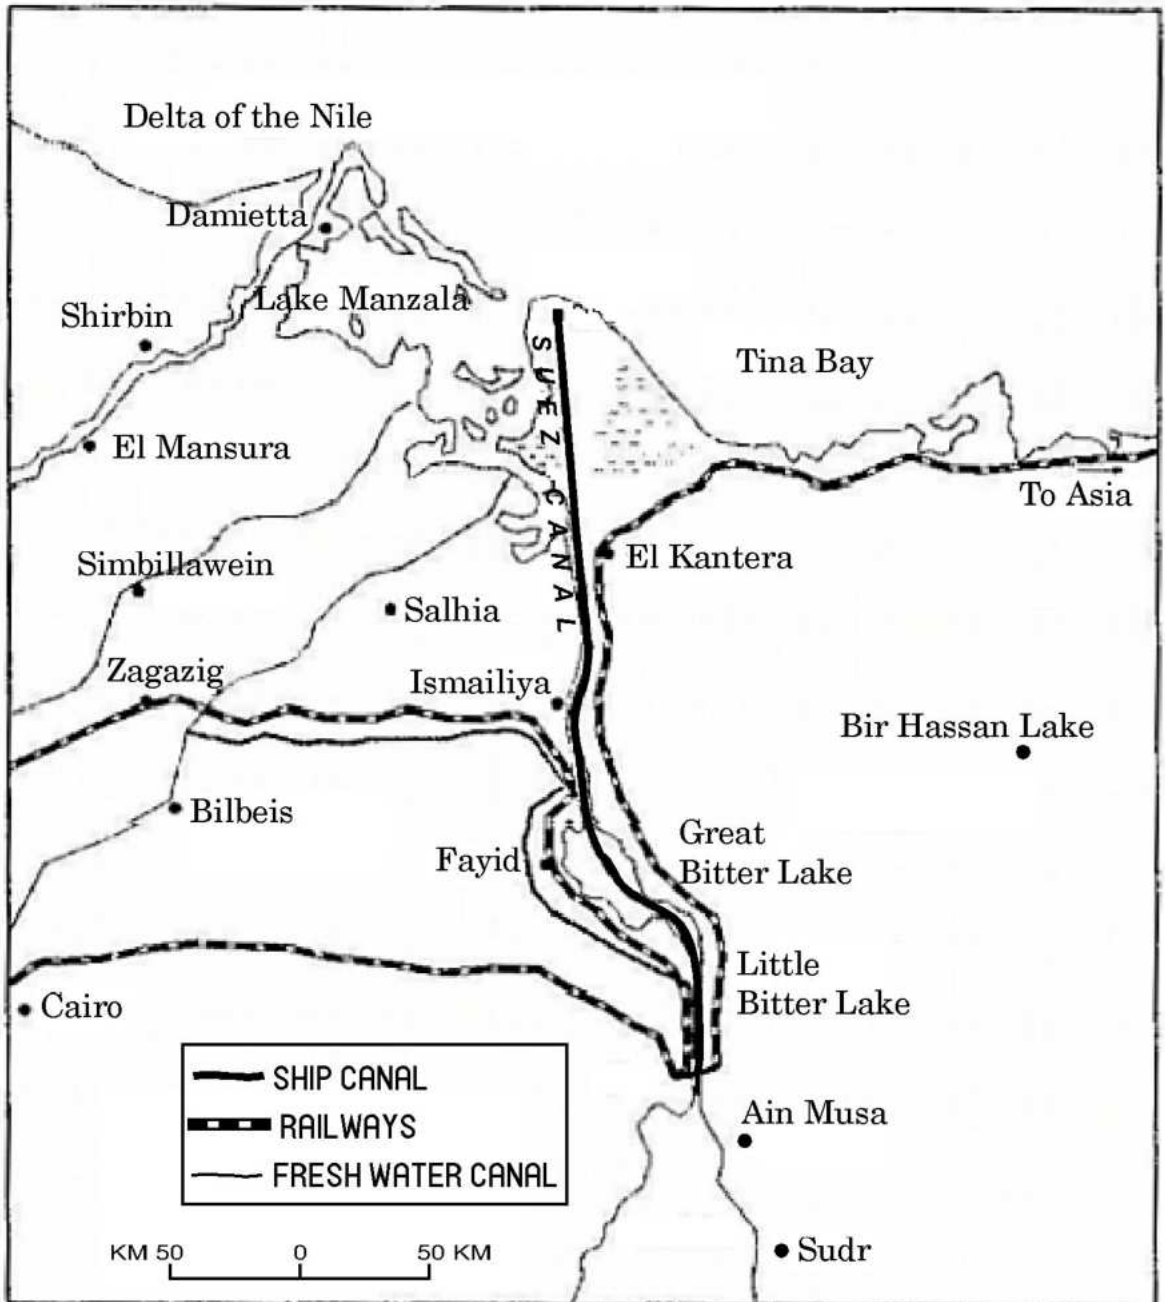 Delta of the Nile
Damietta
Lake Manzala
Shirbin
SUEZ CANAL
Tina Bay
El Mansura
To Asia
El Kantera
Simbillawein
Salhia
Zagazig
Ismailiya
Bir Hassan Lake
Bilbeis
Great
Bitter Lake
Fayid
Little
Bitter Lake
Cairo
SHIP CANAL
RAILWAYS
FRESH WATER CANAL
Ain Musa
KM 50 0 50 KM
Sudr